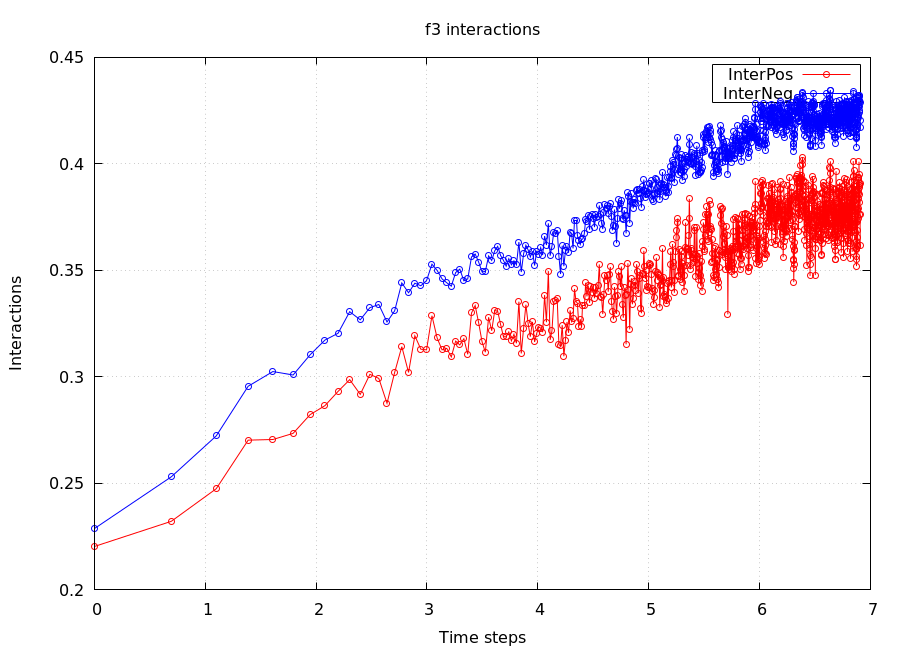 f3 interactions
0.45
InterPos
InterNeg
0.4
0.35
Interactions
0.3
0.25
0.2
0 1 2 3 4 5 6 7
Time steps